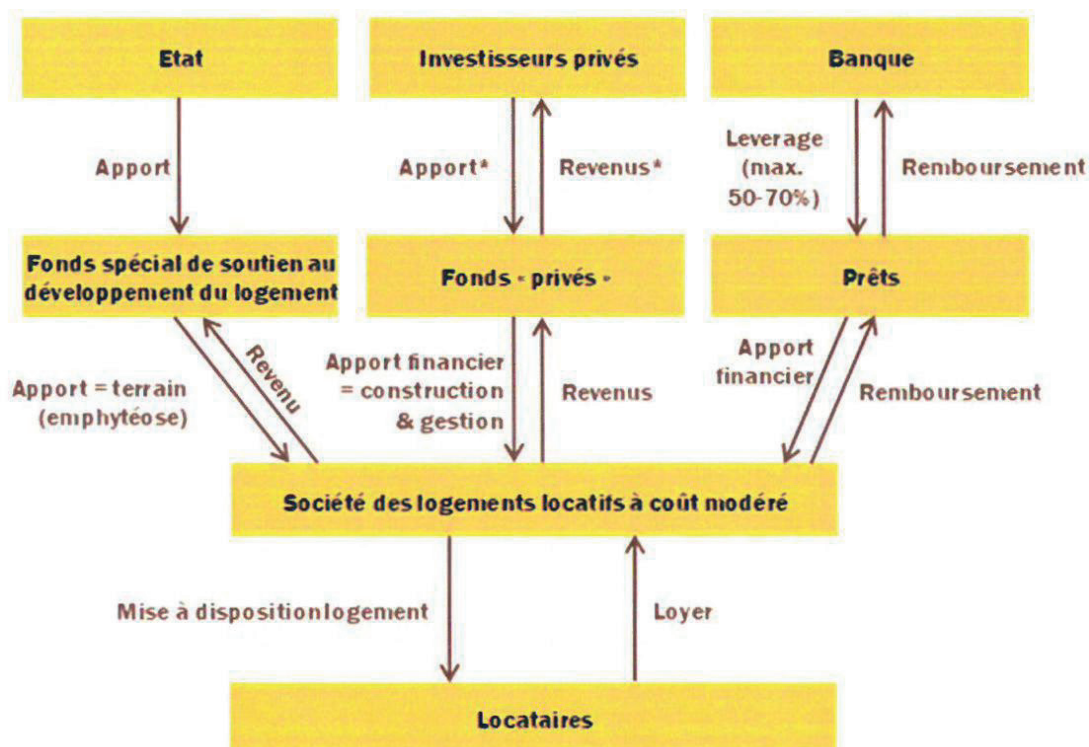 Etat
Investisseurs privés
Banque
Apport
Apport*
Revenus*
Leverage
(max.
50-70%)
Remboursement
Fonds spécial de soutien au
développement du logement
Fonds « privés »
Prêts
Apport = terrain
(emphytéose)
Revenu
Apport financier
= construction
& gestion
Revenus
Apport
financier
Remboursement
Société des logements locatifs à coût modéré
Mise à disposition logement
Loyer
Locataires